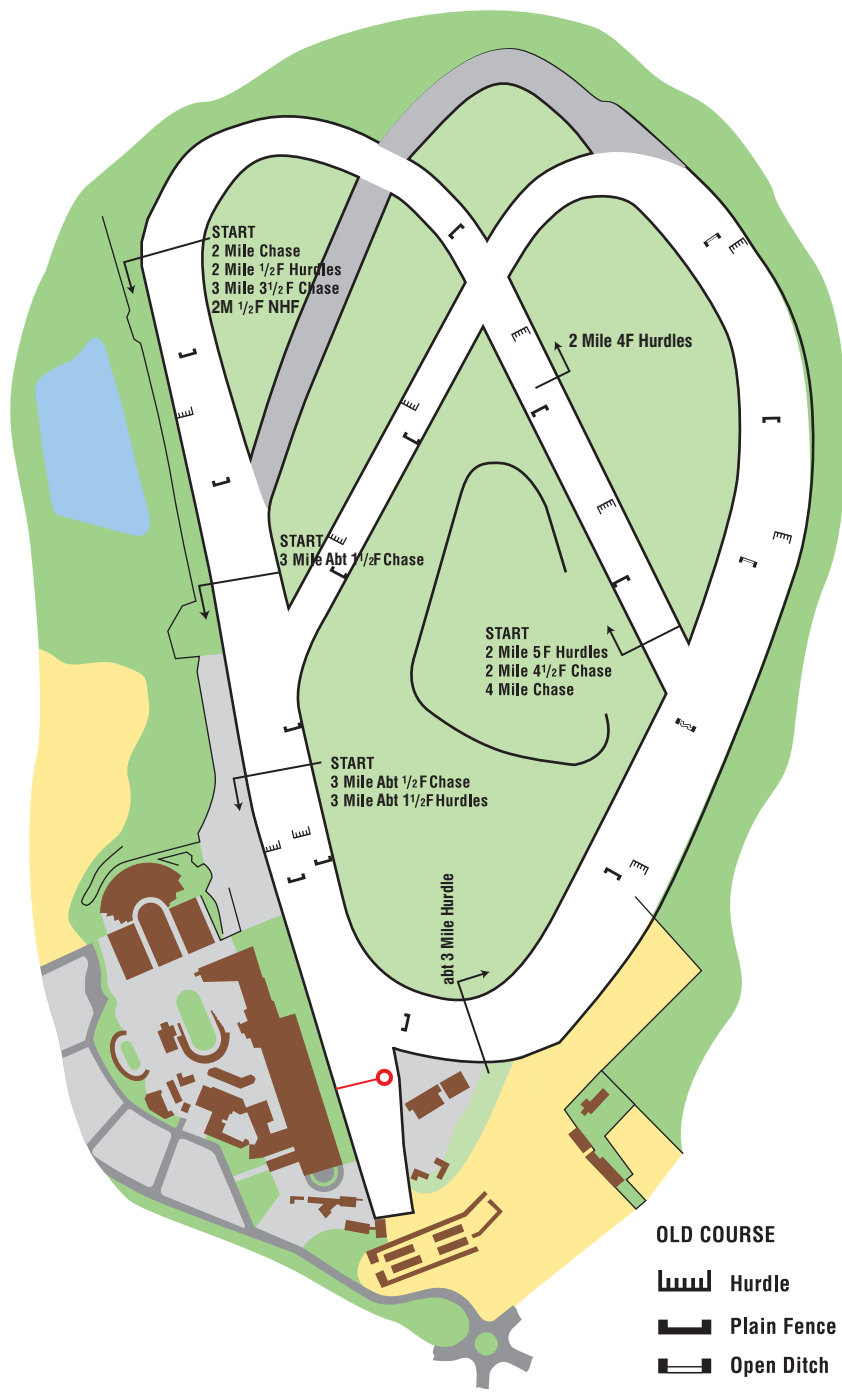 START
2 Mile Chase
2 Mile 1/2F Hurdles
3 Mile 31/2F Chase
2M 1/2F NHF
2 Mile 4F Hurdles
START
3 Mile Abt 11/2F Chase
START
2 Mile 5F Hurdles
2 Mile 41/2F Chase
4 Mile Chase
START
3 Mile Abt 1/2F Chase
3 Mile Abt 11/2F Hurdles
abt 3 Mile Hurdle
OLD COURSE
Hurdle
Plain Fence
Open Ditch